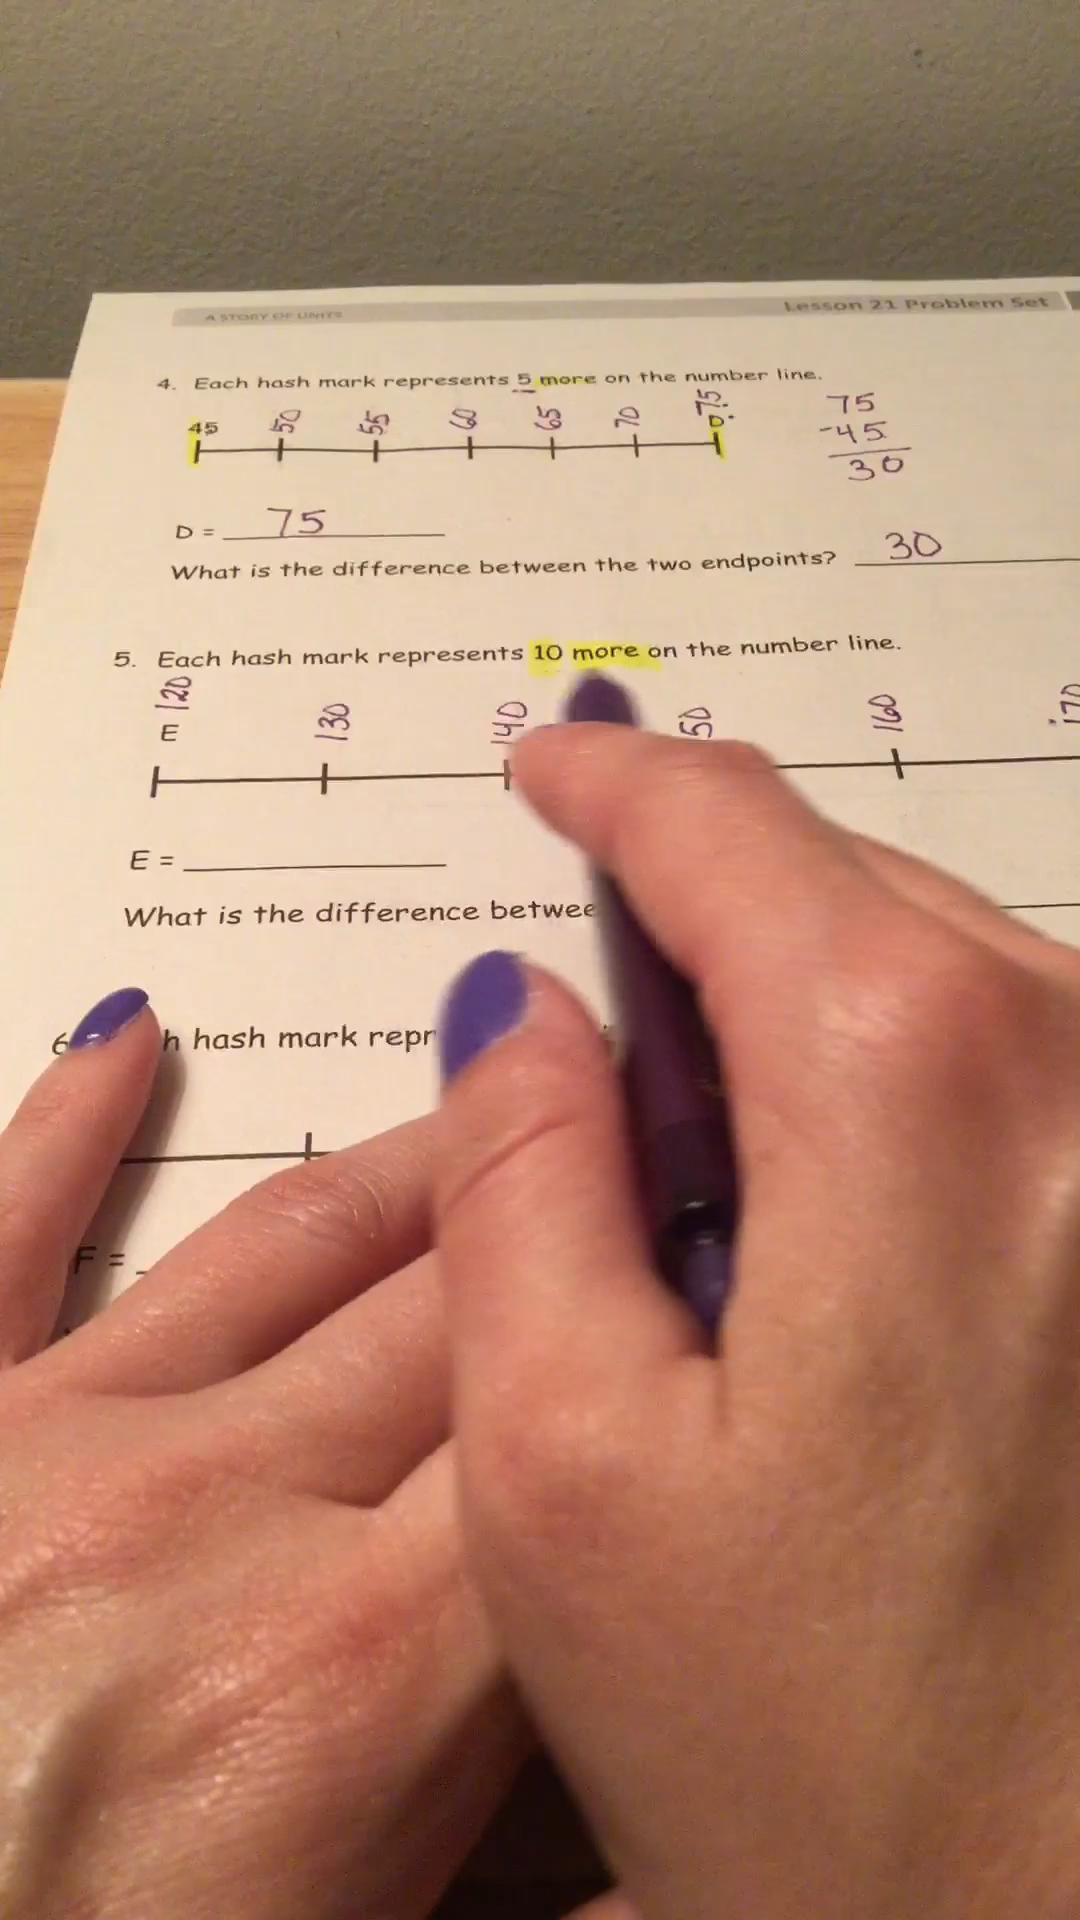 A STORY OF UNITS Lesson 21 Problem Set
4. Each hash mark represents 5 more on the number line.
45 50 55 60 65 70 75
D
75
-45
30
D = 75
What is the difference between the two endpoints? 30
5. Each hash mark represents 10 more on the number line.
120 130 140 50 160 170
E
E =
What is the difference betwee
6 h hash mark repr
F =